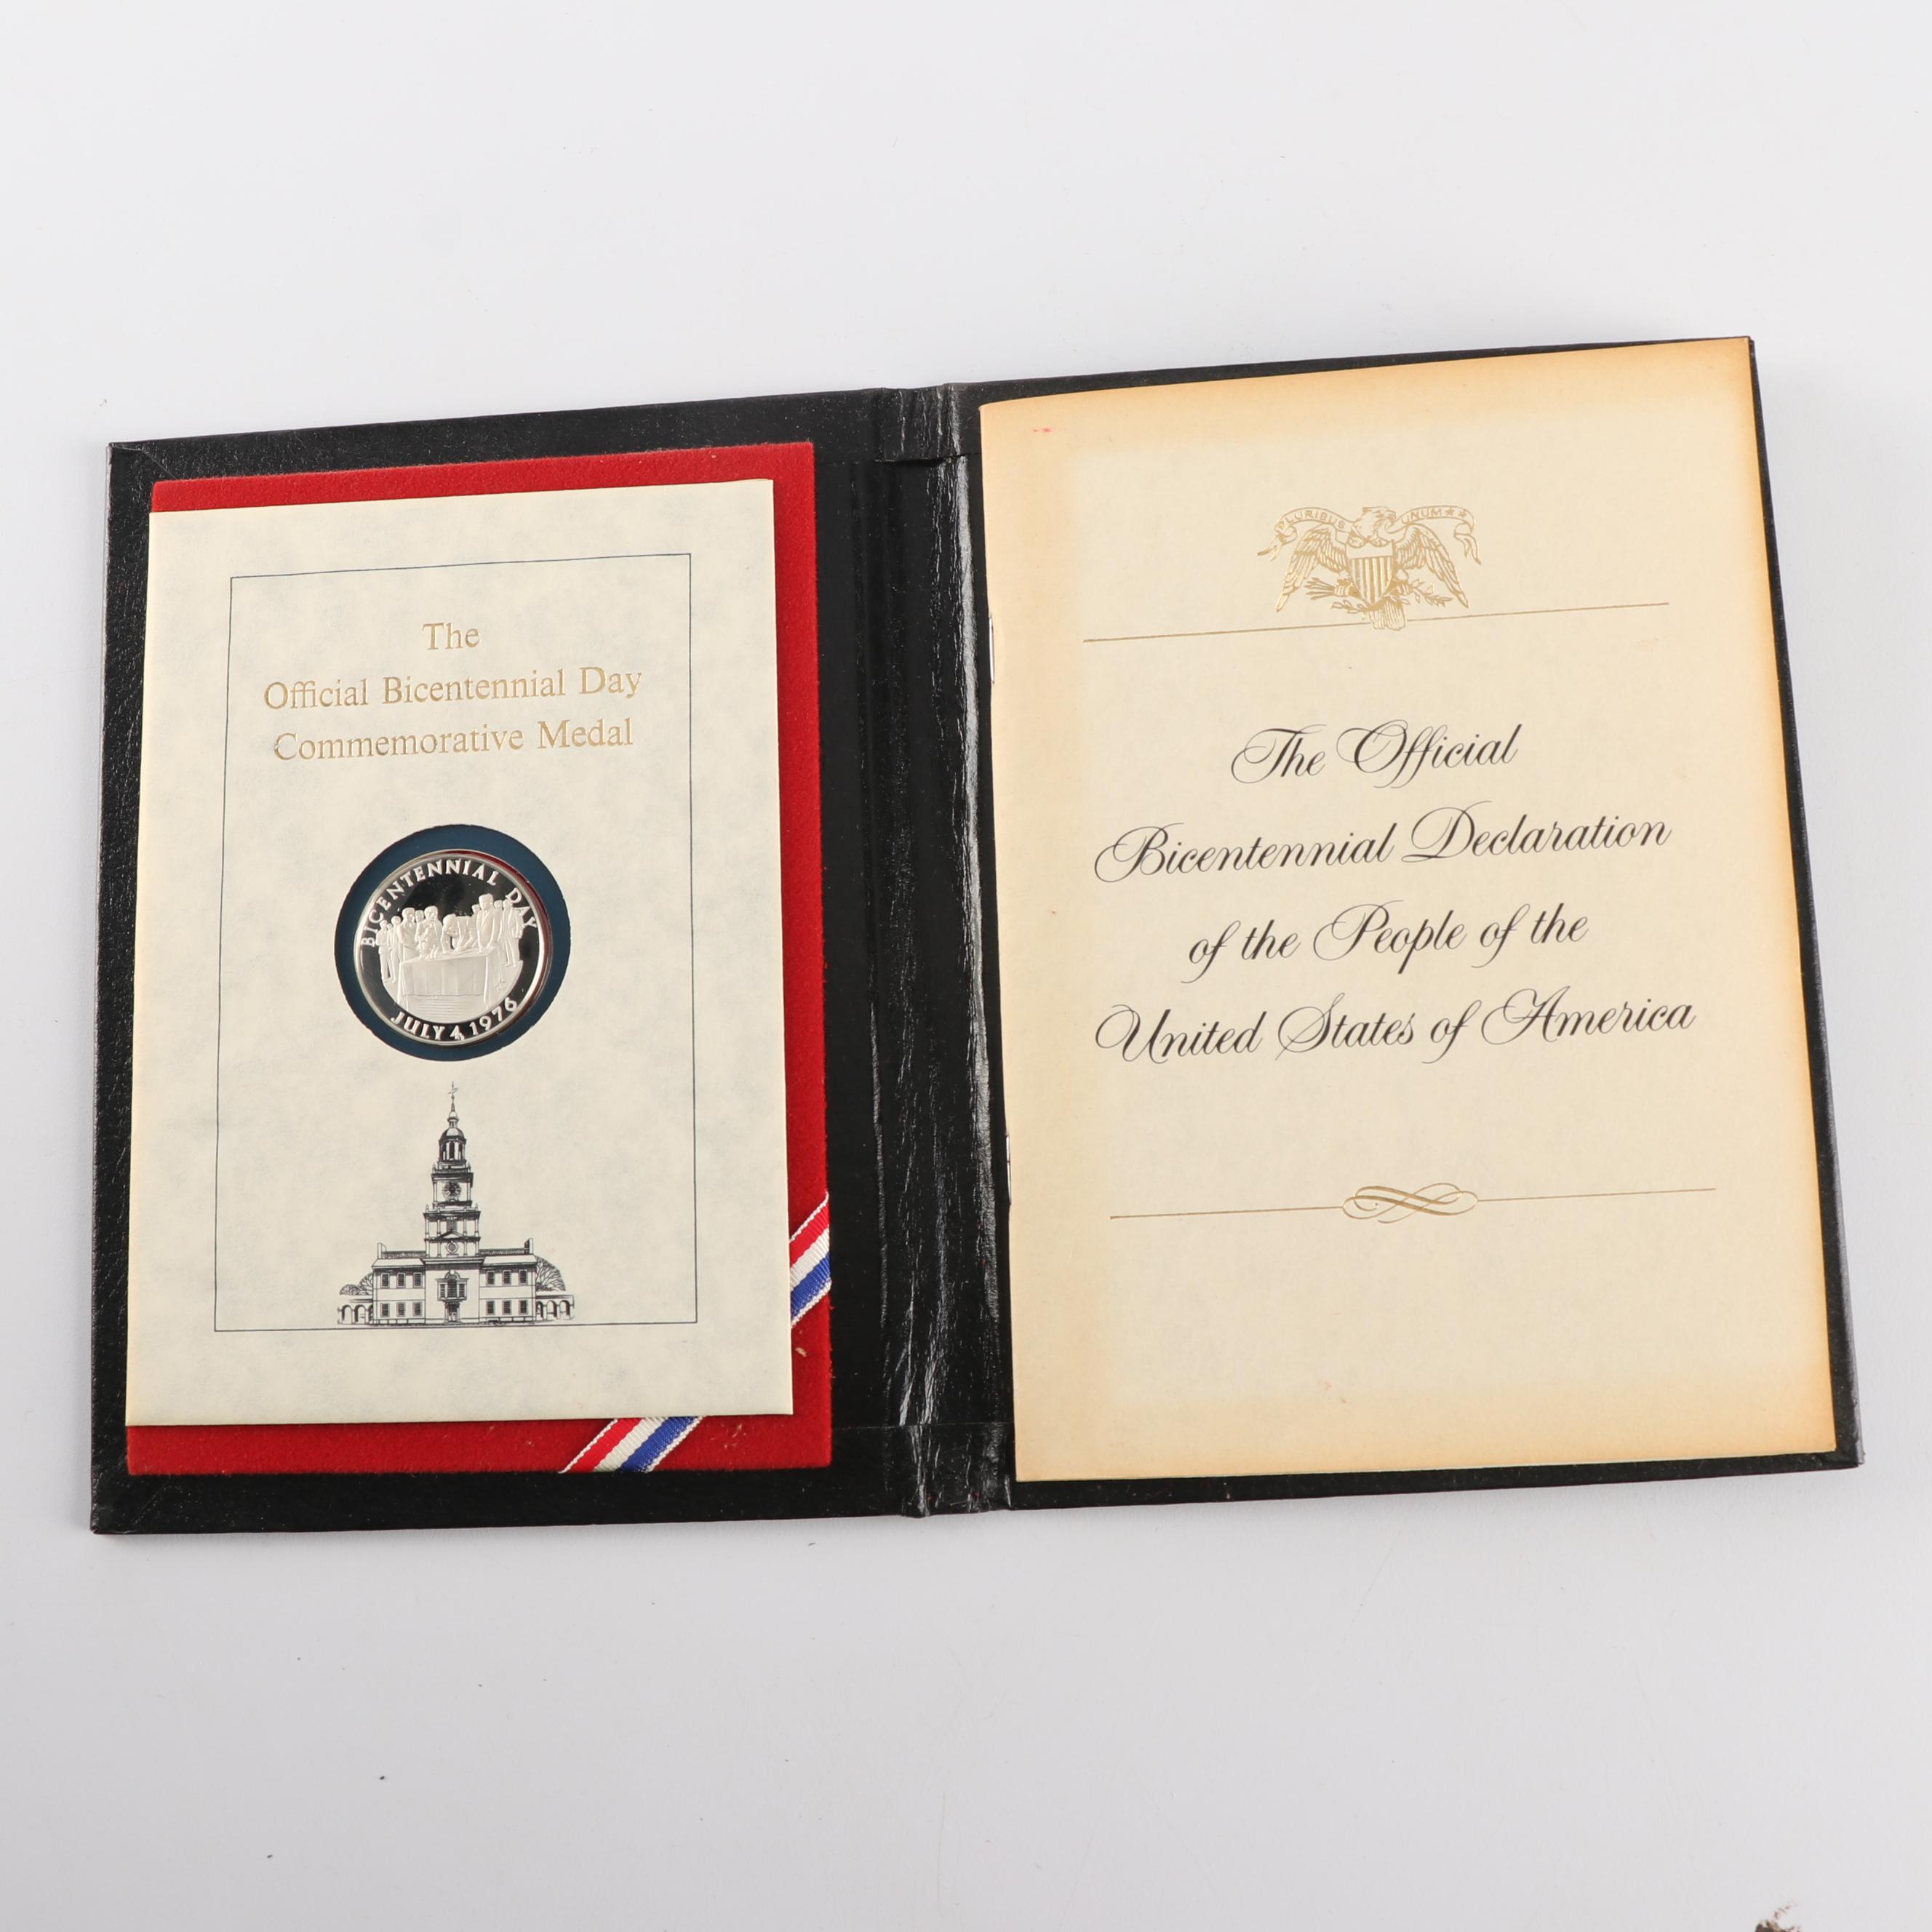 The
Official Bicentennial Day
Commemorative Medal
BICENTENNIAL DAY
JULY 4, 1976
PLURIBUS UNUM
The Official
Bicentennial Declaration
of the People of the
United States of America